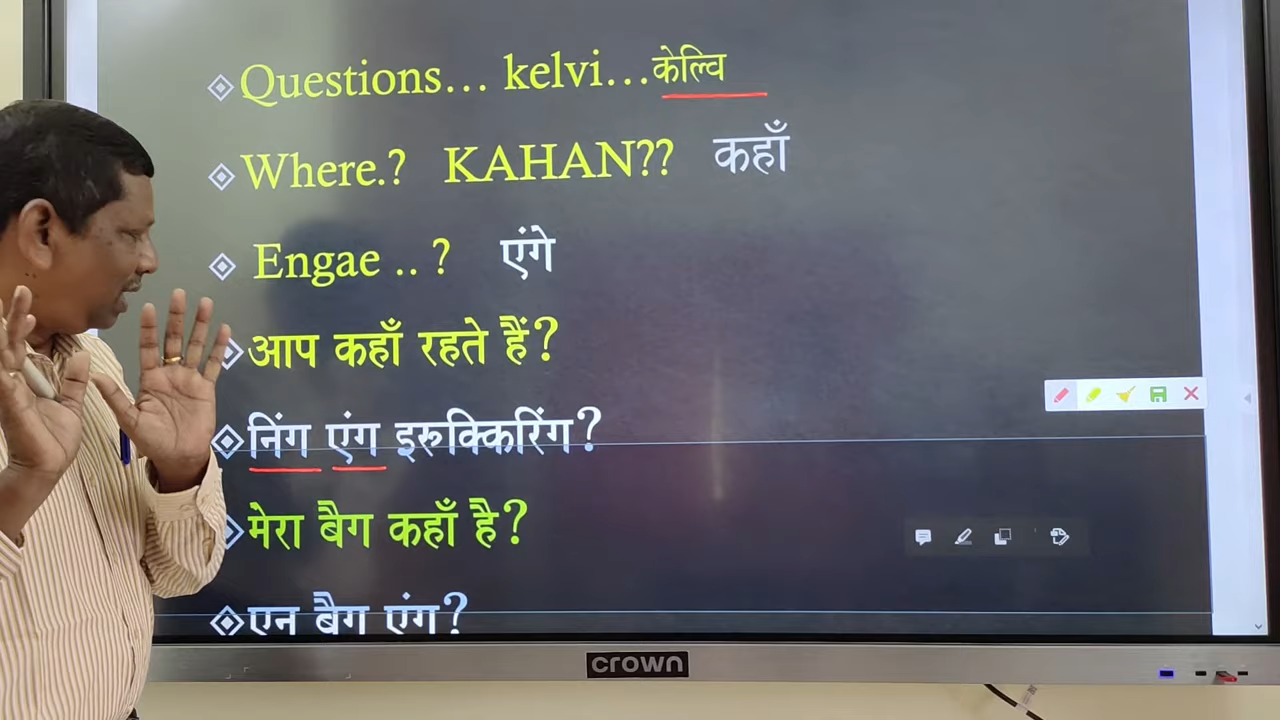 Questions... kelvi...केल्वि
Where.? KAHAN?? कहाँ
Engae .. ? एंगे
आप कहाँ रहते हैं?
निंग एंग इरूक्किरिंग?
मेरा बैग कहाँ है?
एन बैग एंग?
crown